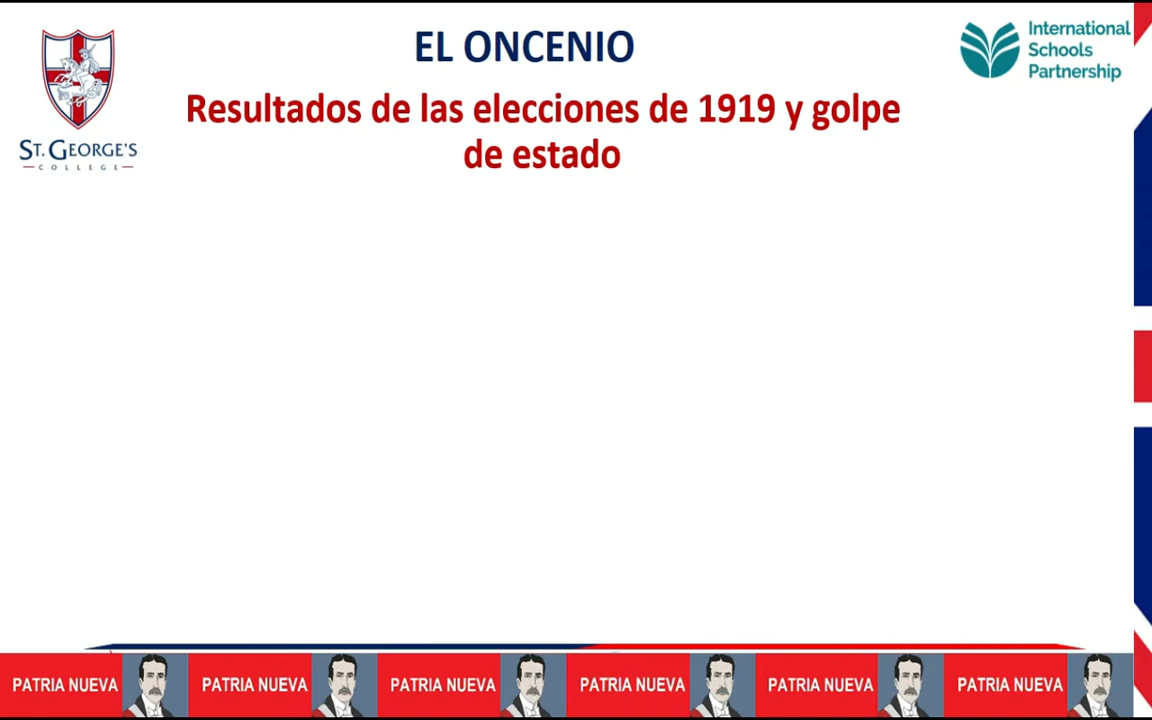 EL ONCENIO
International
Schools
Partnership
Resultados de las elecciones de 1919 y golpe
de estado
ST. GEORGE'S
COLLEGE
PATRIA NUEVA PATRIA NUEVA PATRIA NUEVA PATRIA NUEVA PATRIA NUEVA PATRIA NUEVA